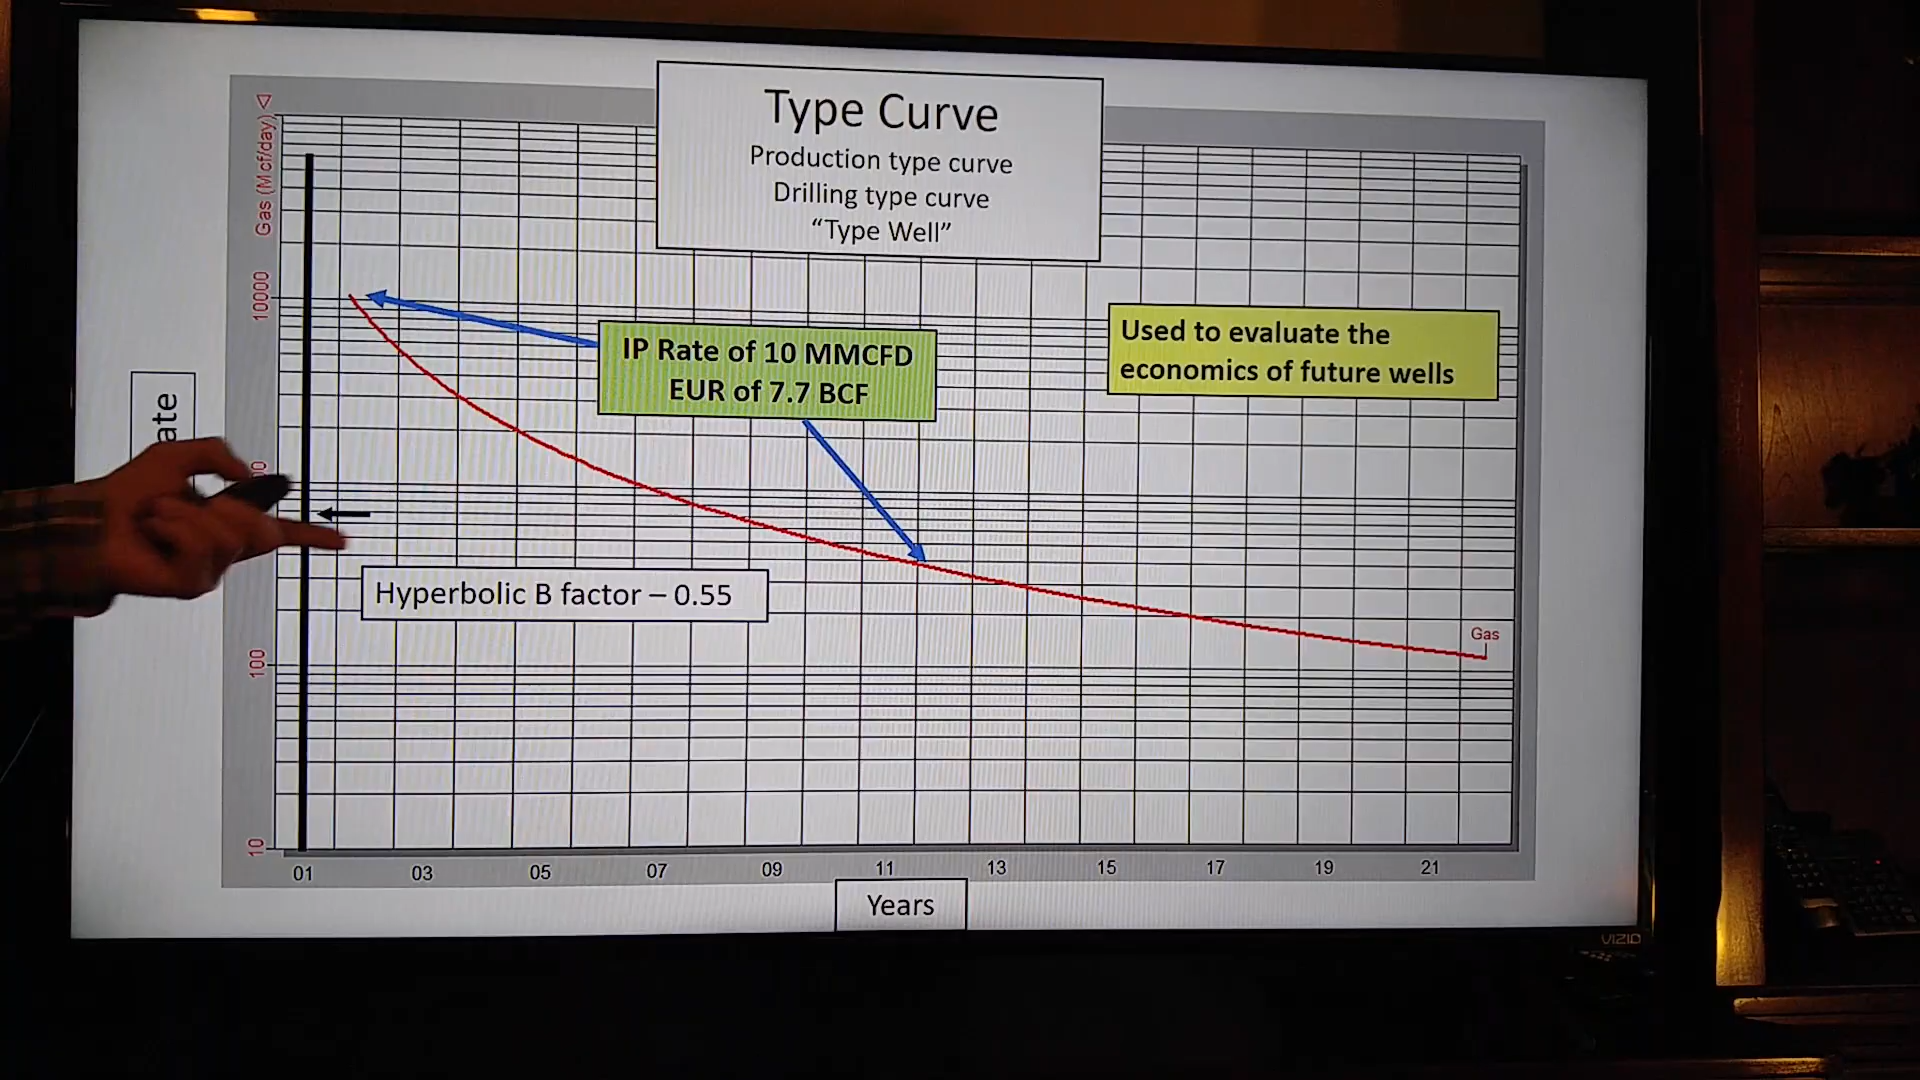 Type Curve
Production type curve
Drilling type curve
“Type Well”
Gas (Mcf/day)
10000
IP Rate of 10 MMCFD
EUR of 7.7 BCF
Used to evaluate the
economics of future wells
Hyperbolic B factor – 0.55
Gas
100
10
01 03 05 07 09 11 13 15 17 19 21
Years
VIZIO